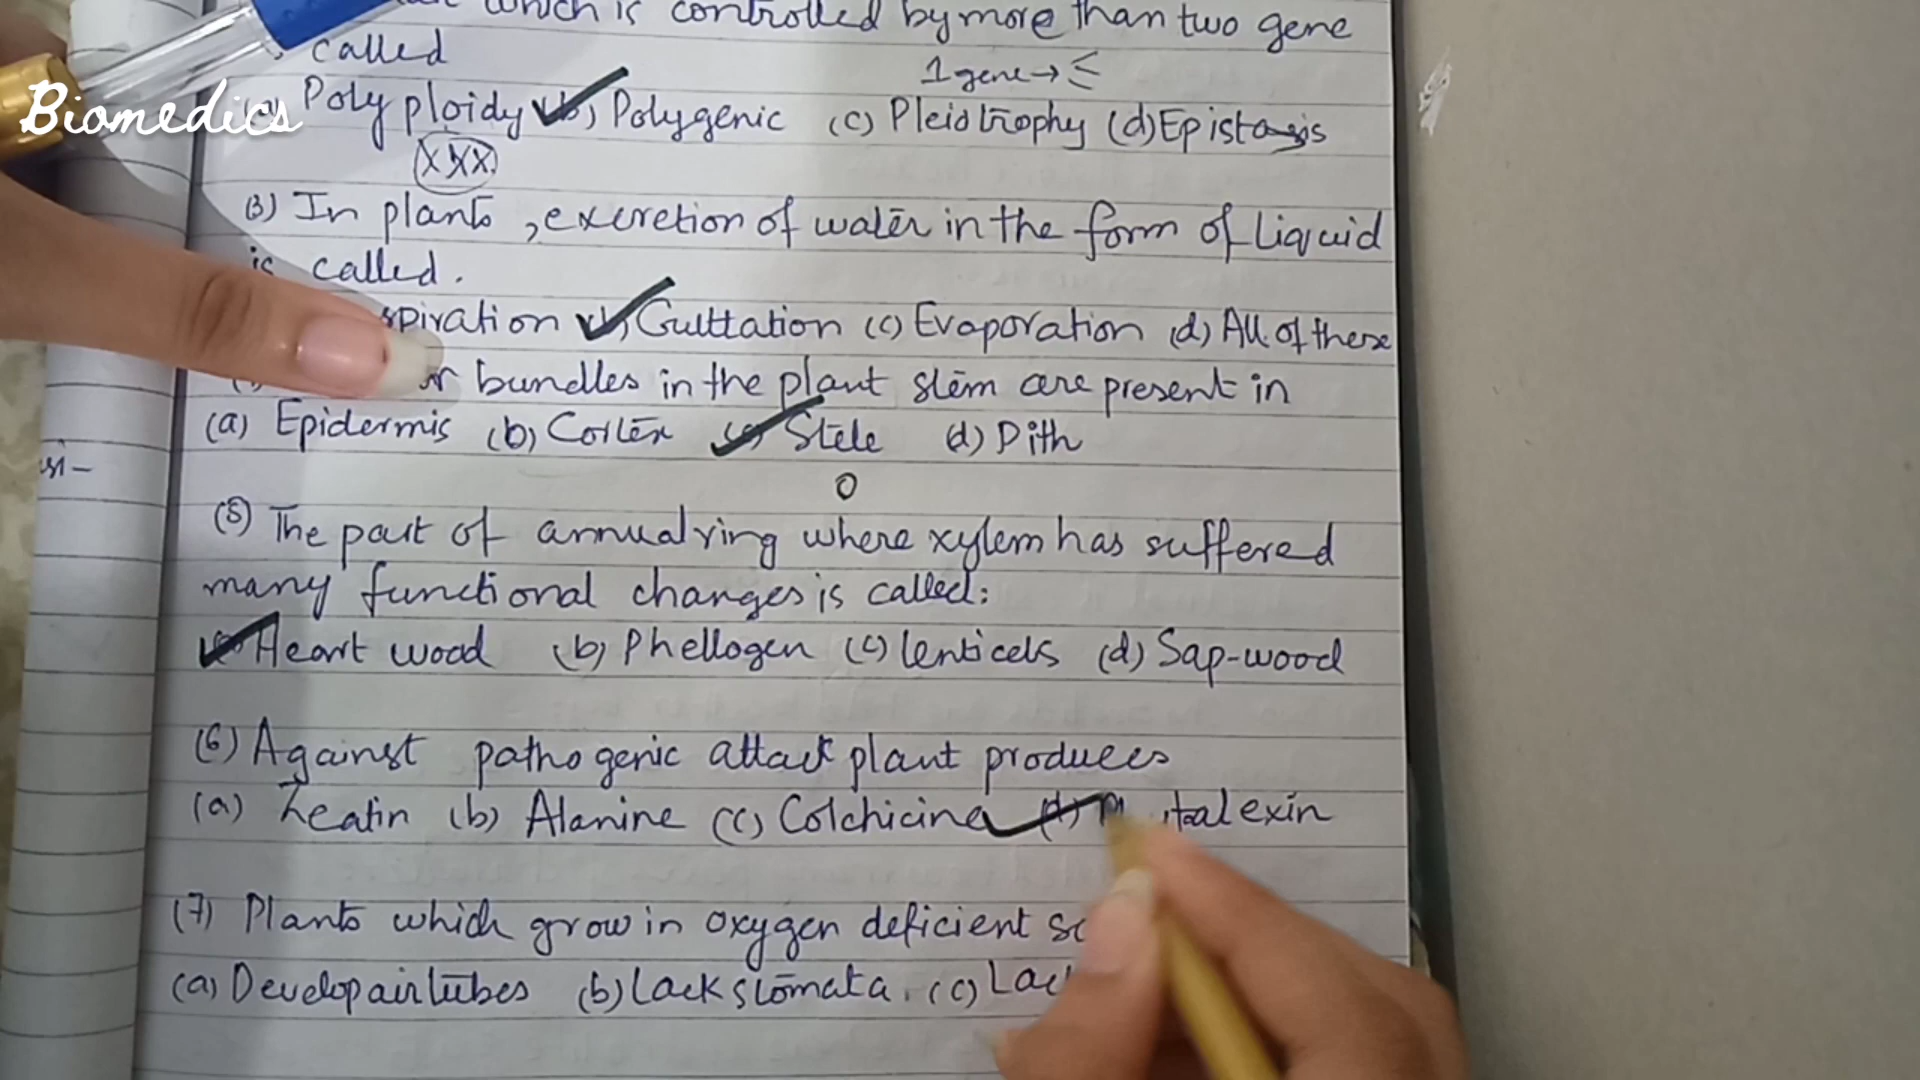 which is controlled by more than two gene
called
1 gene →
Biomedics
(a) Poly ploidy (b) Polygenic (c) Pleiotrophy (d) Epistasis
XXX
(3) In plants, excretion of water in the form of Liquid
is called.
spiration (b) Guttation (c) Evaporation (d) All of these
bundles in the plant stem are present in
(a) Epidermis (b) Cortex (c) Stele (d) Pith
(5) The part of annual ring where xylem has suffered
many functional changes is called:
Heart wood (b) Phellogen (c) lenticels (d) Sap-wood
(6) Against pathogenic attack plant produces
(a) Zeatin (b) Alanine (c) Colchicine (d) talexin
(7) Plants which grow in oxygen deficient
(a) Develop air tubes (b) Lack stomata. (c)